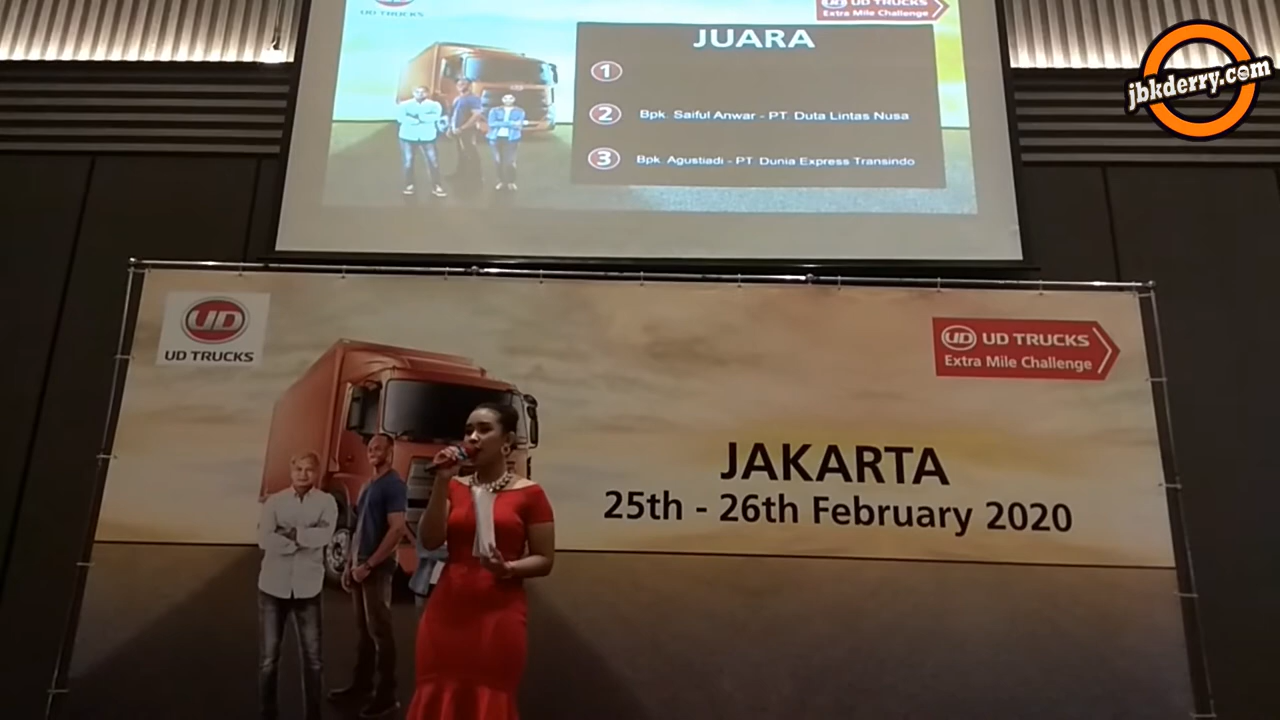 UD TRUCKS
UD TRUCKS
Extra Mile Challenge
jbkderry.com
JUARA
1
2 Bpk. Saiful Anwar - PT. Duta Lintas Nusa
3 Bpk. Agustiadi - PT. Dunia Express Transindo
UD
UD TRUCKS
UD UD TRUCKS
Extra Mile Challenge
JAKARTA
25th - 26th February 2020